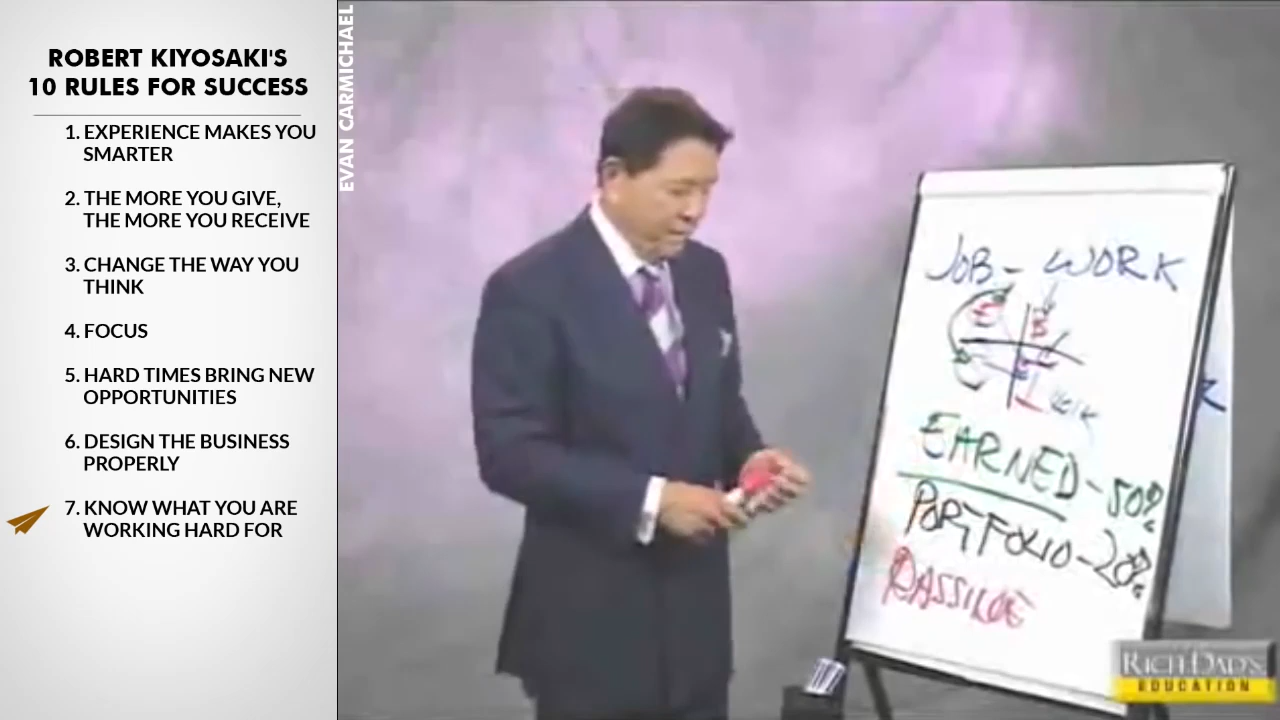 ROBERT KIYOSAKI'S
10 RULES FOR SUCCESS
1. EXPERIENCE MAKES YOU
SMARTER
2. THE MORE YOU GIVE,
THE MORE YOU RECEIVE
3. CHANGE THE WAY YOU
THINK
4. FOCUS
5. HARD TIMES BRING NEW
OPPORTUNITIES
6. DESIGN THE BUSINESS
PROPERLY
7. KNOW WHAT YOU ARE
WORKING HARD FOR
EVAN CARMICHAEL
JOB - WORK
E B
I
EARNED - 50%
PORTFOLIO - 20%
PASSIVE
RICH DAD'S
EDUCATION